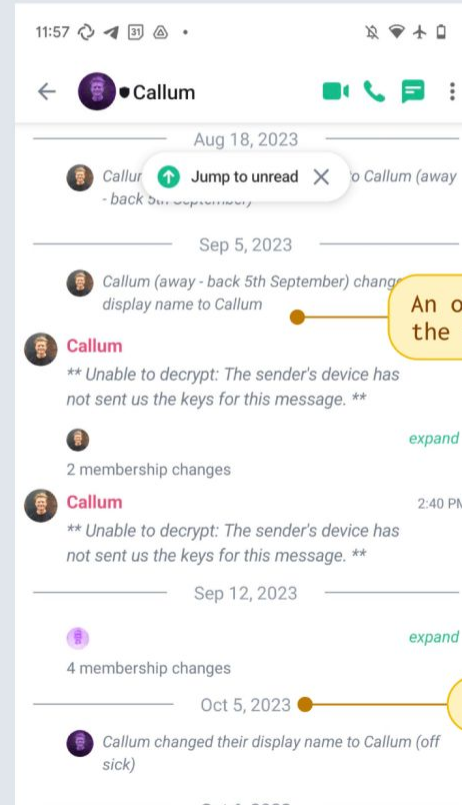 11:57 31
Callum
Aug 18, 2023
Callum Jump to unread to Callum (away
- back 5th September)
Sep 5, 2023
Callum (away - back 5th September) chang
display name to Callum
An o
the
Callum
** Unable to decrypt: The sender's device has
not sent us the keys for this message. **
expand
2 membership changes
Callum 2:40 PM
** Unable to decrypt: The sender's device has
not sent us the keys for this message. **
Sep 12, 2023
expand
4 membership changes
Oct 5, 2023
Callum changed their display name to Callum (off
sick)